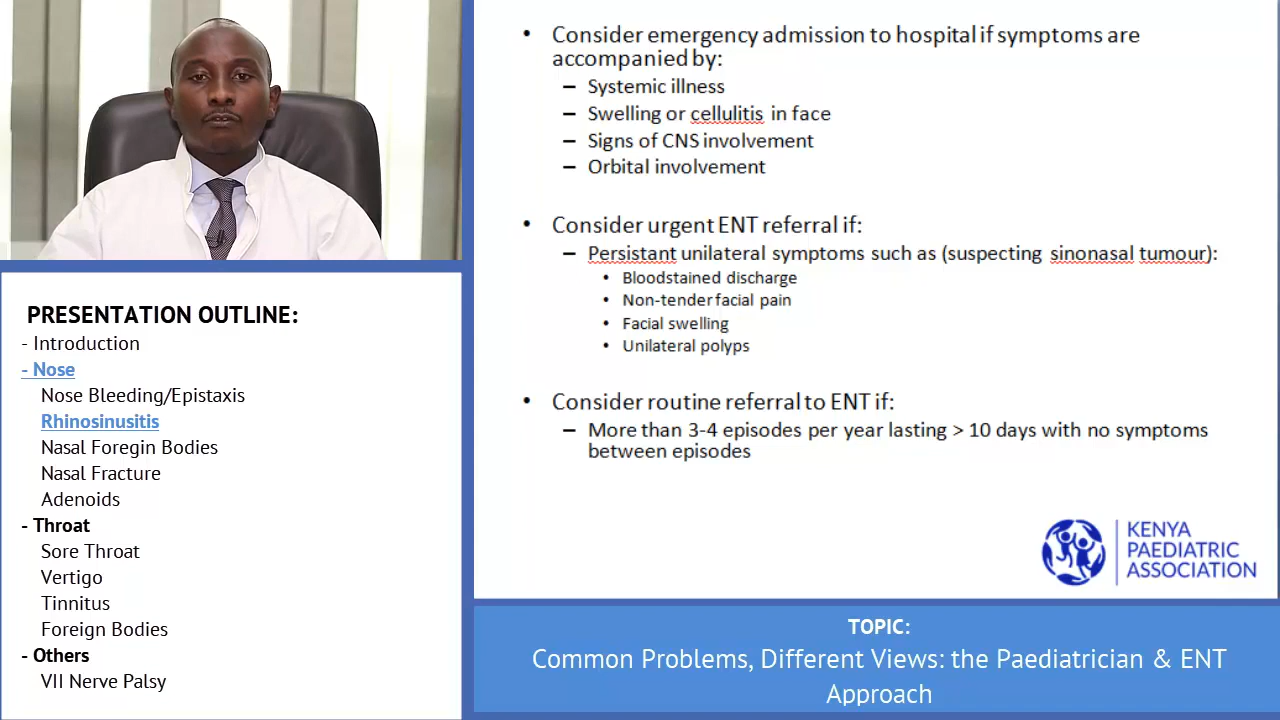 • Consider emergency admission to hospital if symptoms are
accompanied by:
– Systemic illness
– Swelling or cellulitis in face
– Signs of CNS involvement
– Orbital involvement
• Consider urgent ENT referral if:
– Persistant unilateral symptoms such as (suspecting sinonasal tumour):
• Bloodstained discharge
• Non-tender facial pain
• Facial swelling
• Unilateral polyps
• Consider routine referral to ENT if:
– More than 3-4 episodes per year lasting > 10 days with no symptoms
between episodes
KENYA
PAEDIATRIC
ASSOCIATION
PRESENTATION OUTLINE:
- Introduction
- Nose
Nose Bleeding/Epistaxis
Rhinosinusitis
Nasal Foregin Bodies
Nasal Fracture
Adenoids
- Throat
Sore Throat
Vertigo
Tinnitus
Foreign Bodies
- Others
VII Nerve Palsy
TOPIC:
Common Problems, Different Views: the Paediatrician & ENT
Approach